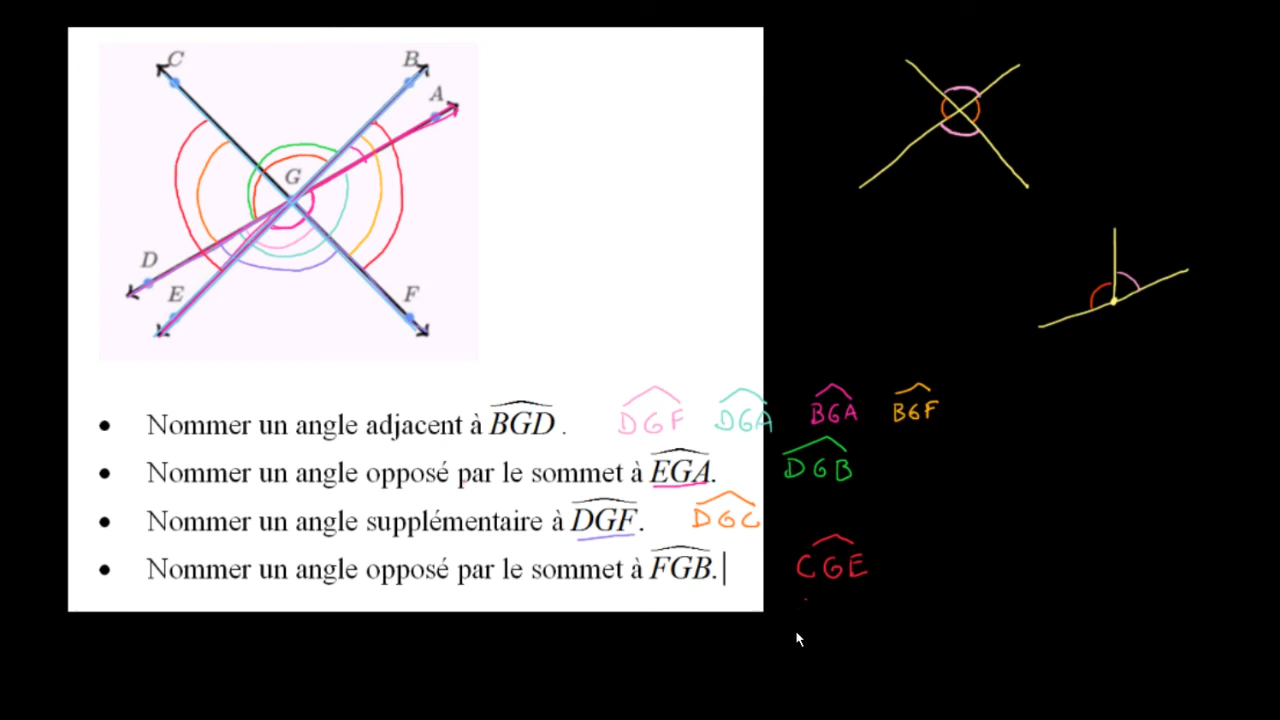 C B
A
G
D
E F
• Nommer un angle adjacent à BGD . DGF DGA BGA BGF
• Nommer un angle opposé par le sommet à EGA. DGB
• Nommer un angle supplémentaire à DGF. DGC
• Nommer un angle opposé par le sommet à FGB. CGE